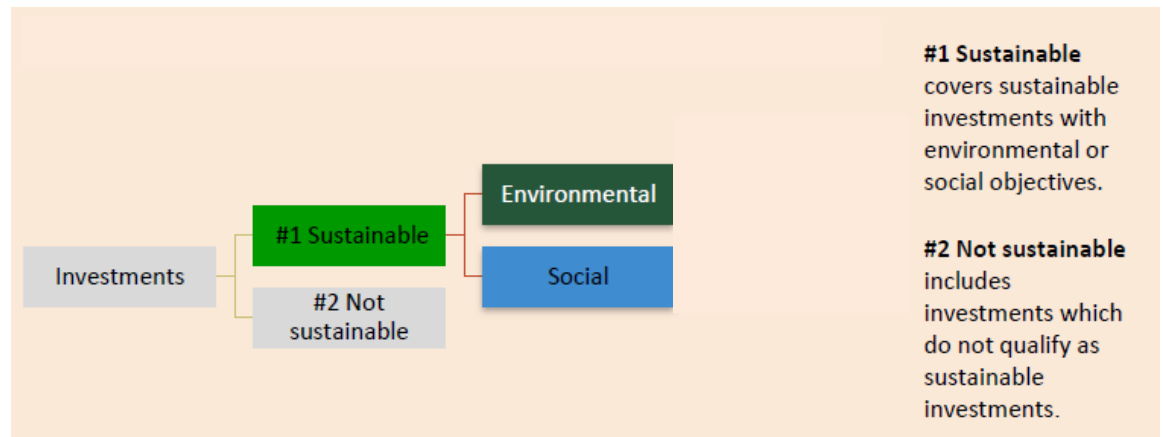 Investments
#1 Sustainable
#2 Not
sustainable
Environmental
Social
#1 Sustainable
covers sustainable
investments with
environmental or
social objectives.
#2 Not sustainable
includes
investments which
do not qualify as
sustainable
investments.